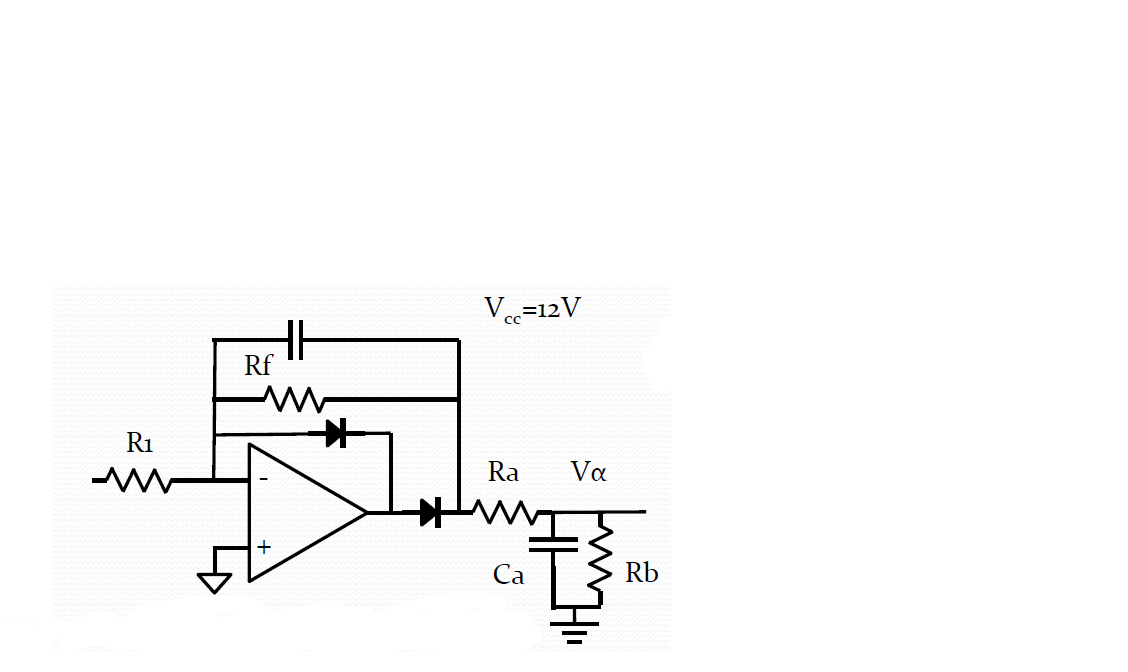 Vcc=12V
Rf
R1
-
Ra
Vα
+
Ca
Rb